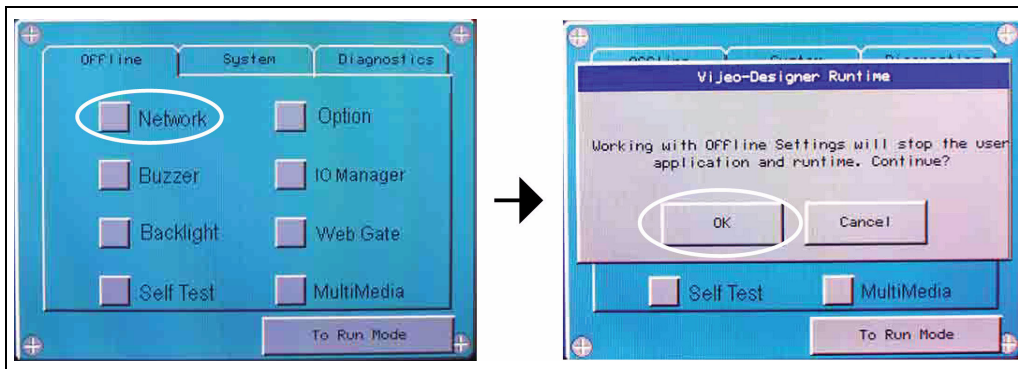 OFFline System Diagnostics
Network Option
Buzzer IO Manager
Backlight Web Gate
Self Test MultiMedia
To Run Mode
Vijeo-Designer Runtime
Working with OFFline Settings will stop the user
application and runtime. Continue?
OK Cancel
Self Test MultiMedia
To Run Mode